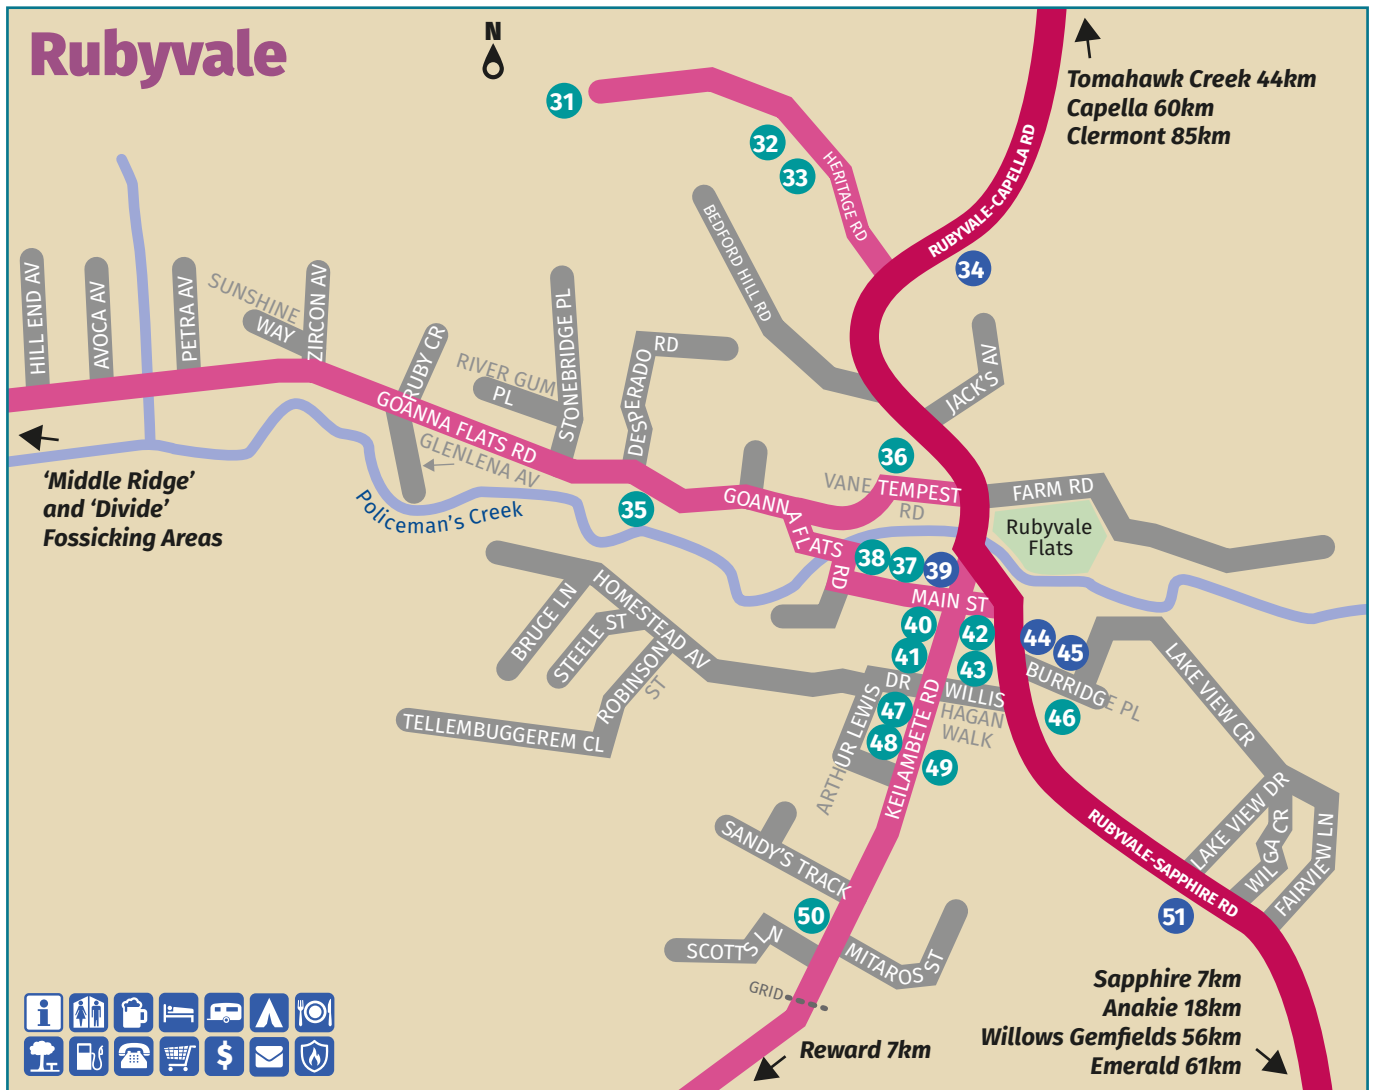 Rubyvale
N
Tomahawk Creek 44km
Capella 60km
Clermont 85km
31
32
33
HERITAGE RD
RUBYVALE-CAPELLA RD
34
BEDFORD HILL RD
HILL END AV
AVOCA AV
PETRA AV
SUNSHINE
WAY
ZIRCON AV
RUBY CR
RIVER GUM
PL
STONEBRIDGE PL
DESPERADO
RD
JACK'S AV
GOANNA FLATS RD
GLENLENA AV
36
VANE
TEMPEST
RD
FARM RD
Rubyvale
Flats
‘Middle Ridge’
and ‘Divide’
Fossicking Areas
Policeman's Creek
35
GOANNA FLATS
RD
38
37
39
MAIN ST
BRUCE LN
HOMESTEAD AV
STEELE ST
ROBINSON
ST
TELLEMBUGGEREM CL
40
42
41
43
44
45
BURRIDGE PL
46
LAKE VIEW CR
DR
WILLIS
HAGAN
WALK
ARTHUR LEWIS
47
48
49
KEILAMBETE RD
SANDY'S TRACK
LAKE VIEW DR
WILGA CR
FAIRVIEW LN
RUBYVALE-SAPPHIRE RD
50
51
SCOTTS LN
MITAROS ST
GRID
Sapphire 7km
Anakie 18km
Willows Gemfields 56km
Emerald 61km
Reward 7km
i
$